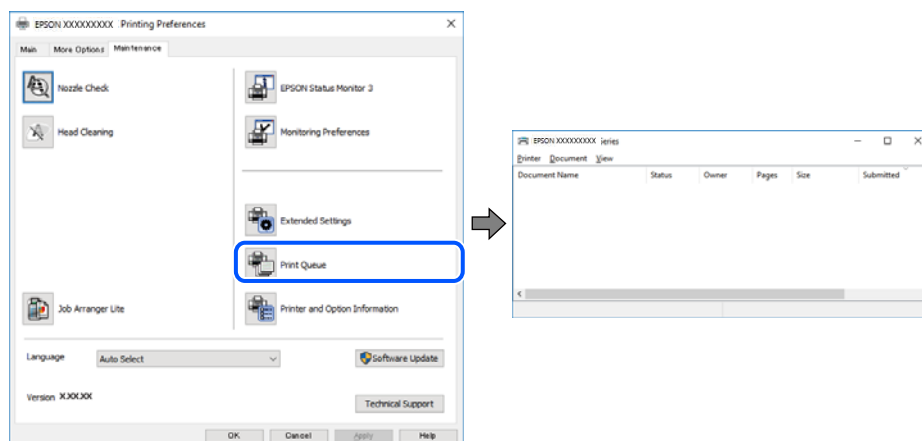 EPSON XXXXXXXXX Printing Preferences
Main More Options Maintenance
Nozzle Check
EPSON Status Monitor 3
Head Cleaning
Monitoring Preferences
Extended Settings
Print Queue
Job Arranger Lite
Printer and Option Information
Language Auto Select
Software Update
Version X.XX.XX
Technical Support
OK Cancel Apply Help
EPSON XXXXXXXXX ieries
Printer Document View
Document Name Status Owner Pages Size Submitted